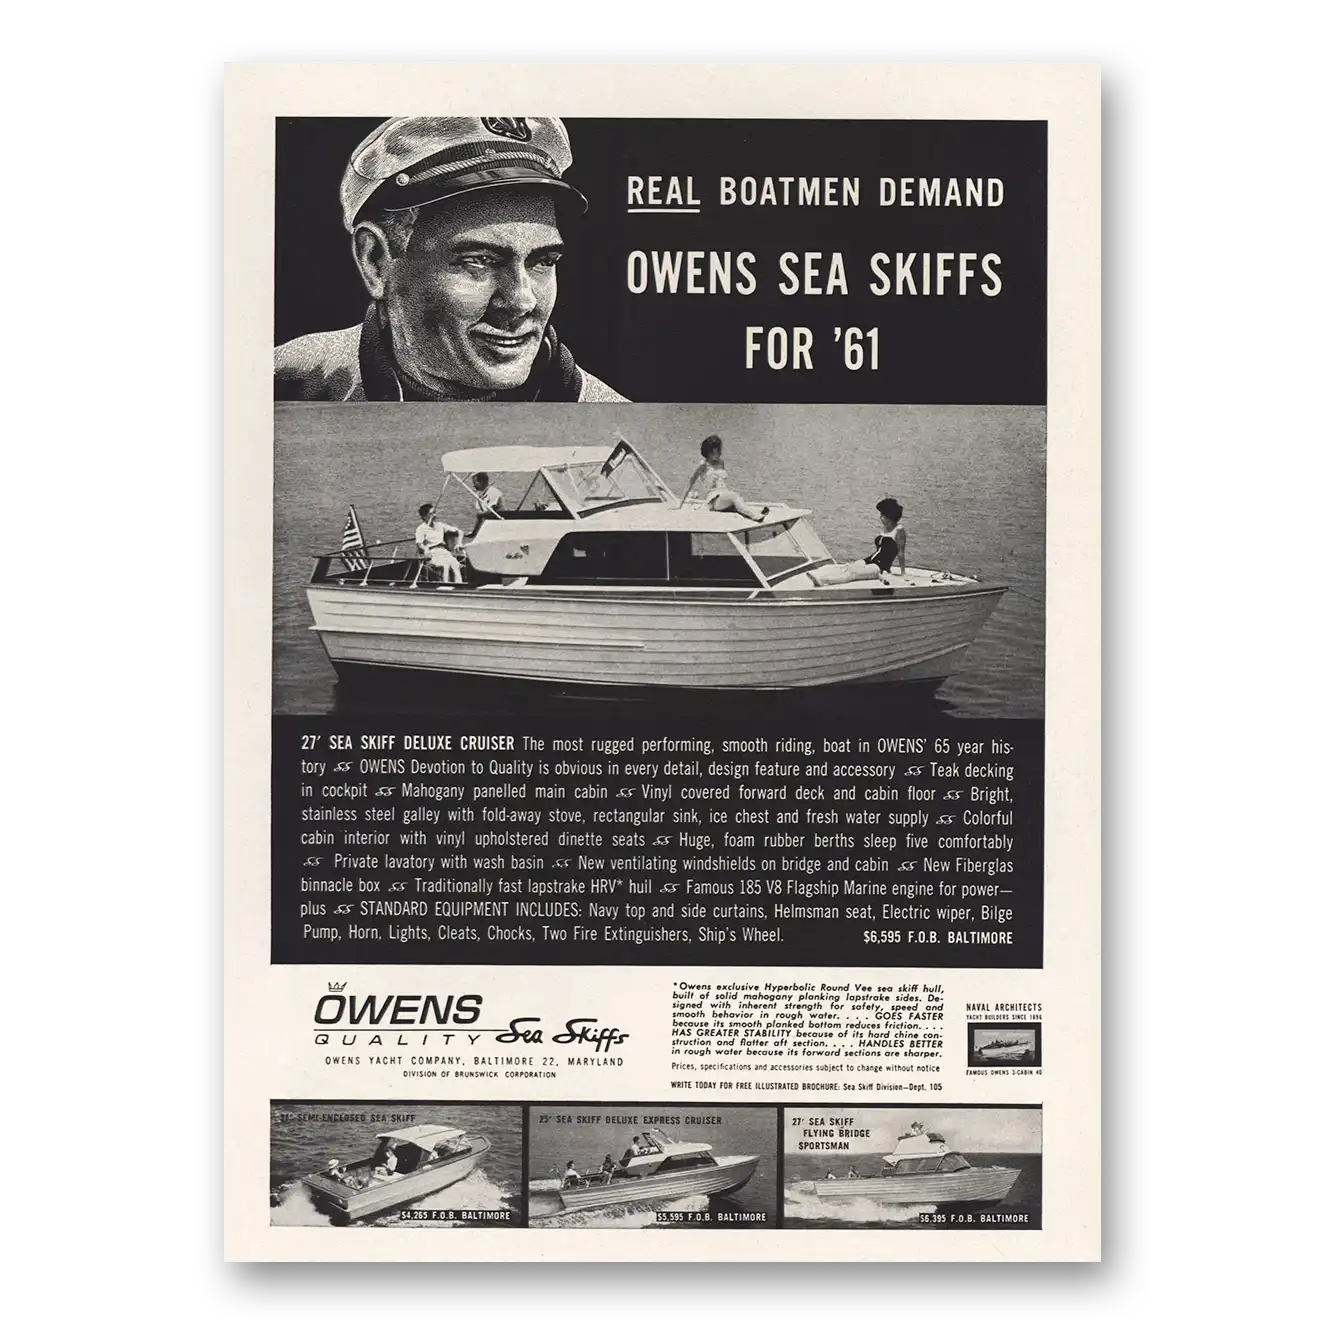 REAL BOATMEN DEMAND
OWENS SEA SKIFFS
FOR '61
27' SEA SKIFF DELUXE CRUISER The most rugged performing, smooth riding, boat in OWENS' 65 year his-
tory SS OWENS Devotion to Quality is obvious in every detail, design feature and accessory SS Teak decking
in cockpit SS Mahogany panelled main cabin SS Vinyl covered forward deck and cabin floor SS Bright,
stainless steel galley with fold-away stove, rectangular sink, ice chest and fresh water supply SS Colorful
cabin interior with vinyl upholstered dinette seats SS Huge, foam rubber berths sleep five comfortably
SS Private lavatory with wash basin SS New ventilating windshields on bridge and cabin SS New Fiberglas
binnacle box SS Traditionally fast lapstrake HRV* hull SS Famous 185 V8 Flagship Marine engine for power—
plus SS STANDARD EQUIPMENT INCLUDES: Navy top and side curtains, Helmsman seat, Electric wiper, Bilge
Pump, Horn, Lights, Cleats, Chocks, Two Fire Extinguishers, Ship's Wheel. $6,595 F.O.B. BALTIMORE
OWENS
QUALITY Sea Skiffs
OWENS YACHT COMPANY, BALTIMORE 22, MARYLAND
DIVISION OF BRUNSWICK CORPORATION
*Owens exclusive Hyperbolic Round Vee sea skiff hull,
built of solid mahogany planking lapstrake sides. De-
signed with inherent strength for safety, speed and
smooth behavior in rough water. . . . . GOES FASTER
because its smooth planked bottom reduces friction. . . .
HAS GREATER STABILITY because of its hard chine con-
struction and flatter aft section. . . . HANDLES BETTER
in rough water because its forward sections are sharper.
Prices, specifications and accessories subject to change without notice
WRITE TODAY FOR FREE ILLUSTRATED BROCHURE: Sea Skiff Division—Dept. 105
NAVAL ARCHITECTS
YACHT BUILDERS SINCE 1896
FAMOUS OWENS 3-CABIN 40
SEMI-ENCLOSED SEA SKIFF
$4,265 F.O.B. BALTIMORE
25' SEA SKIFF DELUXE EXPRESS CRUISER
$5,595 F.O.B. BALTIMORE
27' SEA SKIFF
FLYING BRIDGE
SPORTSMAN
$6,395 F.O.B. BALTIMORE